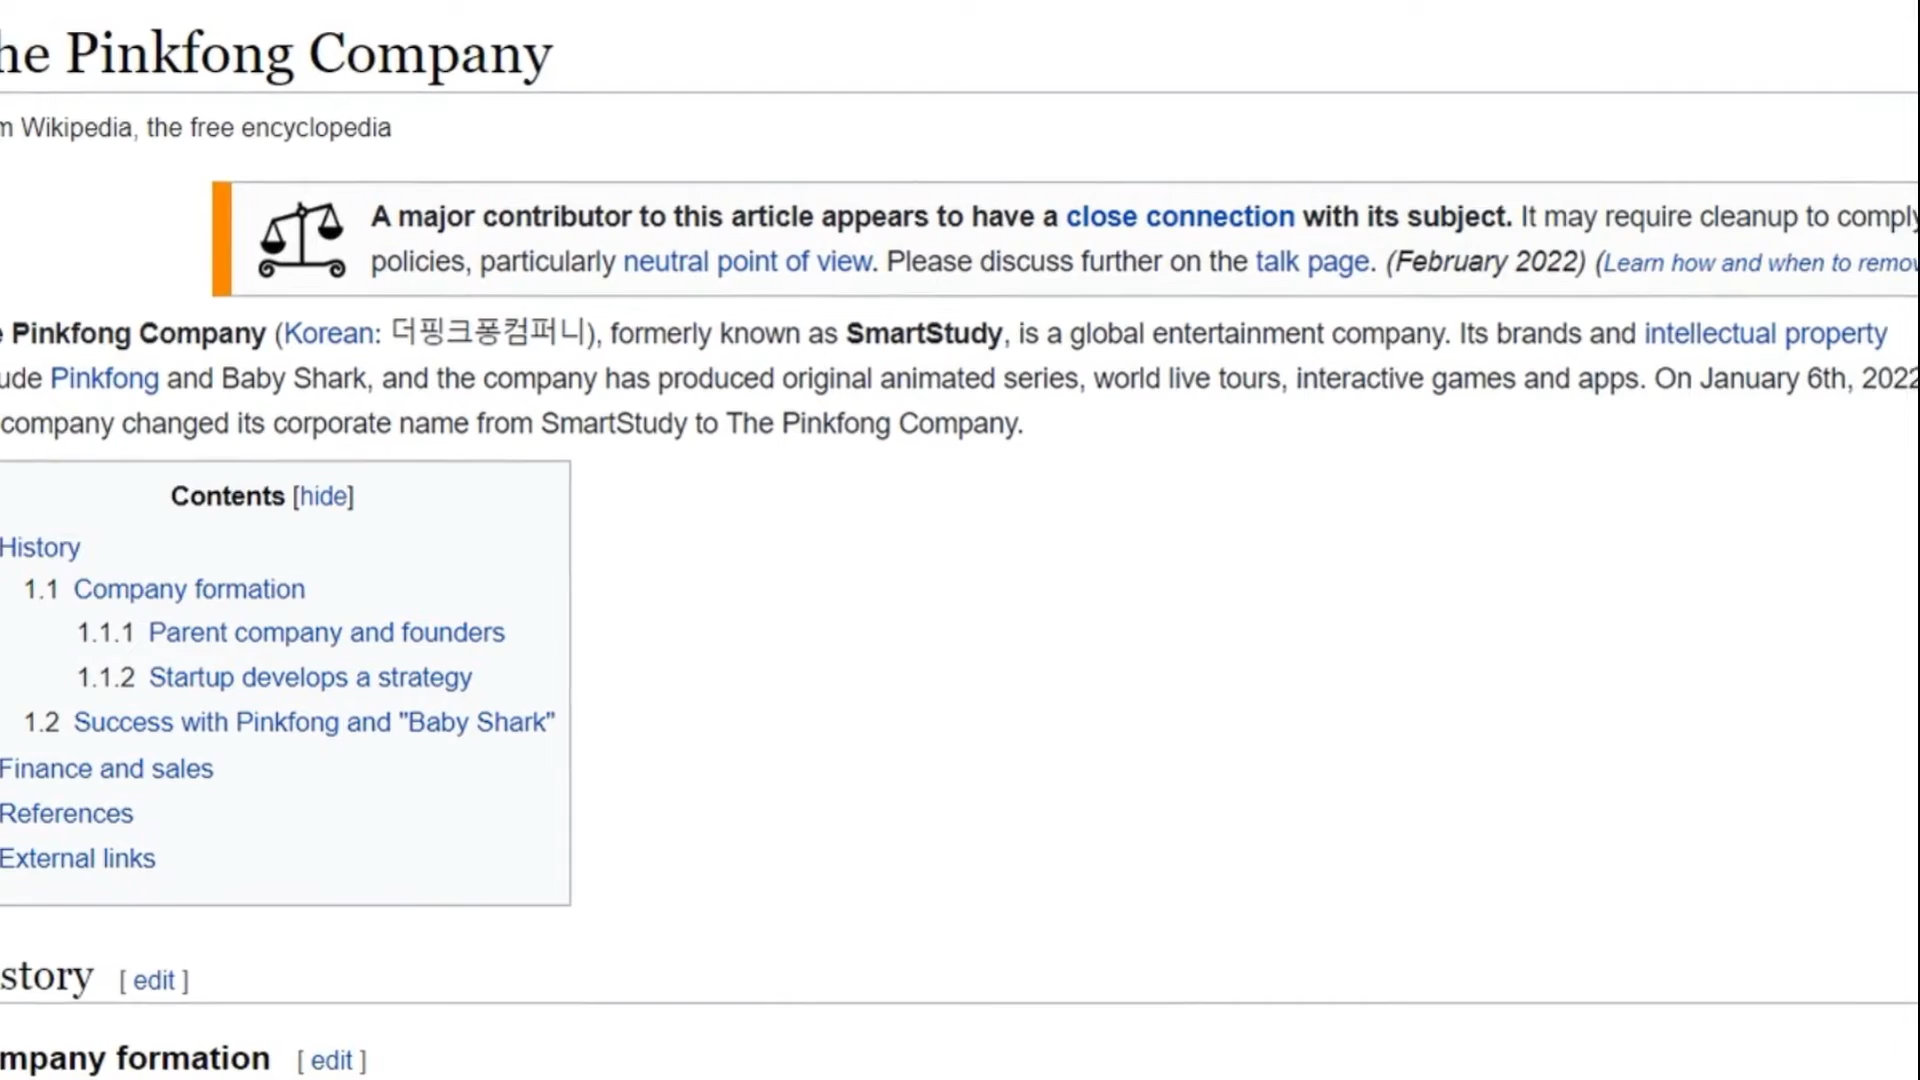 he Pinkfong Company
m Wikipedia, the free encyclopedia
A major contributor to this article appears to have a close connection with its subject. It may require cleanup to comply
policies, particularly neutral point of view. Please discuss further on the talk page. (February 2022) (Learn how and when to remov
e Pinkfong Company (Korean: 더핑크퐁컴퍼니), formerly known as SmartStudy, is a global entertainment company. Its brands and intellectual property
ude Pinkfong and Baby Shark, and the company has produced original animated series, world live tours, interactive games and apps. On January 6th, 2022
company changed its corporate name from SmartStudy to The Pinkfong Company.
Contents [hide]
History
1.1 Company formation
1.1.1 Parent company and founders
1.1.2 Startup develops a strategy
1.2 Success with Pinkfong and "Baby Shark"
Finance and sales
References
External links
story [ edit ]
mpany formation [ edit ]